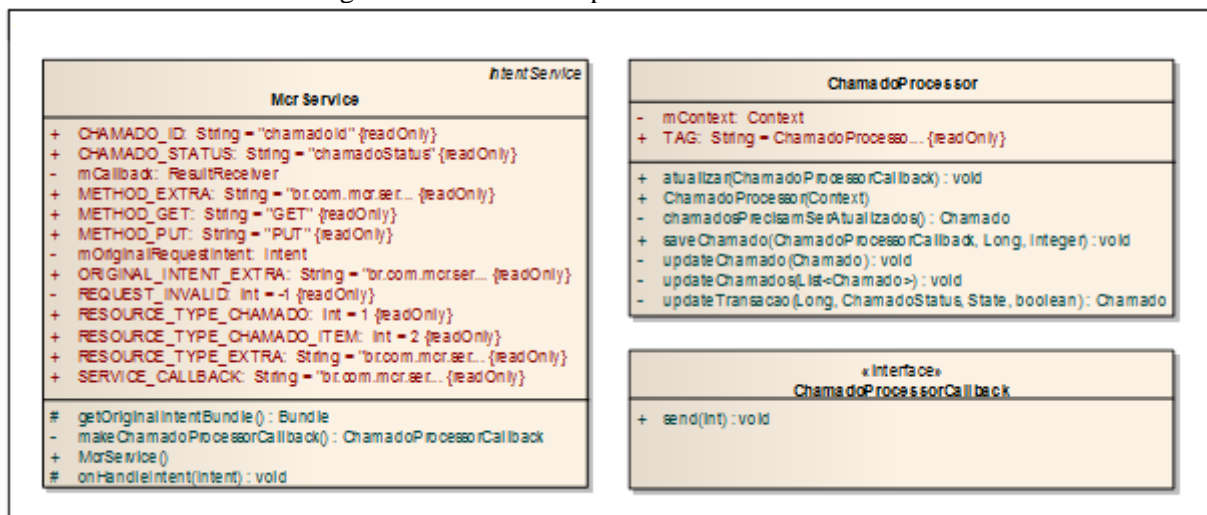 IntentService
McrService
+ CHAMADO_ID: String = "chamadoId" {readOnly}
+ CHAMADO_STATUS: String = "chamadoStatus" {readOnly}
- mCallback: ResultReceiver
+ METHOD_EXTRA: String = "br.com.mcr.ser... {readOnly}
+ METHOD_GET: String = "GET" {readOnly}
+ METHOD_PUT: String = "PUT" {readOnly}
- mOriginalRequestIntent: Intent
+ ORIGINAL_INTENT_EXTRA: String = "br.com.mcr.ser... {readOnly}
- REQUEST_INVALID: int = -1 {readOnly}
+ RESOURCE_TYPE_CHAMADO: int = 1 {readOnly}
+ RESOURCE_TYPE_CHAMADO_ITEM: int = 2 {readOnly}
+ RESOURCE_TYPE_EXTRA: String = "br.com.mcr.ser... {readOnly}
+ SERVICE_CALLBACK: String = "br.com.mcr.ser... {readOnly}
# getOriginalIntentBundle() : Bundle
- makeChamadoProcessorCallback() : ChamadoProcessorCallback
+ McrService()
# onHandleIntent(Intent) : void
ChamadoProcessor
- mContext: Context
+ TAG: String = ChamadoProcesso... {readOnly}
+ atualizar(ChamadoProcessorCallback) : void
+ ChamadoProcessor(Context)
- chamadosPrecisamSerAtualizados() : Chamado
+ saveChamado(ChamadoProcessorCallback, Long, Integer) : void
- updateChamado(Chamado) : void
- updateChamados(List<Chamado>) : void
- updateTransacao(Long, ChamadoStatus, State, boolean) : Chamado
«interface»
ChamadoProcessorCallback
+ send(int) : void